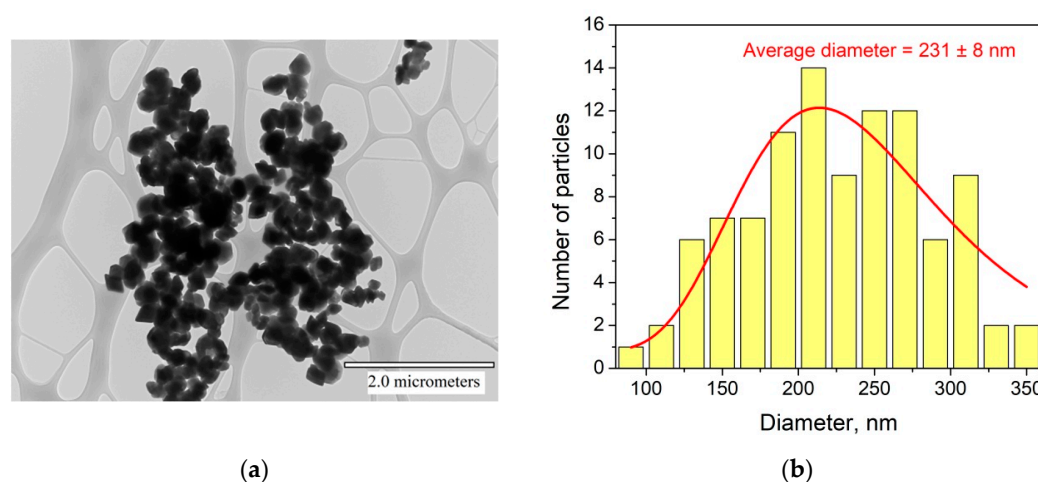 2.0 micrometers
(a)
Average diameter = 231 ± 8 nm
Number of particles
16
14
12
10
8
6
4
2
0
100 150 200 250 300 350
Diameter, nm
(b)